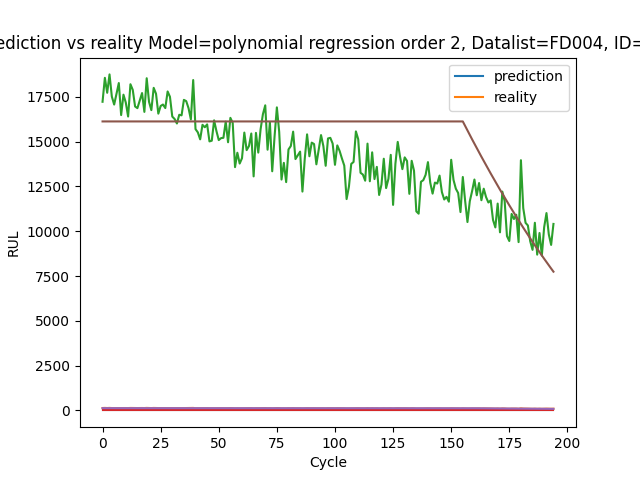 ediction vs reality Model=polynomial regression order 2, Datalist=FD004, ID=
prediction
reality
17500
15000
12500
10000
7500
5000
2500
0
RUL
0 25 50 75 100 125 150 175 200
Cycle